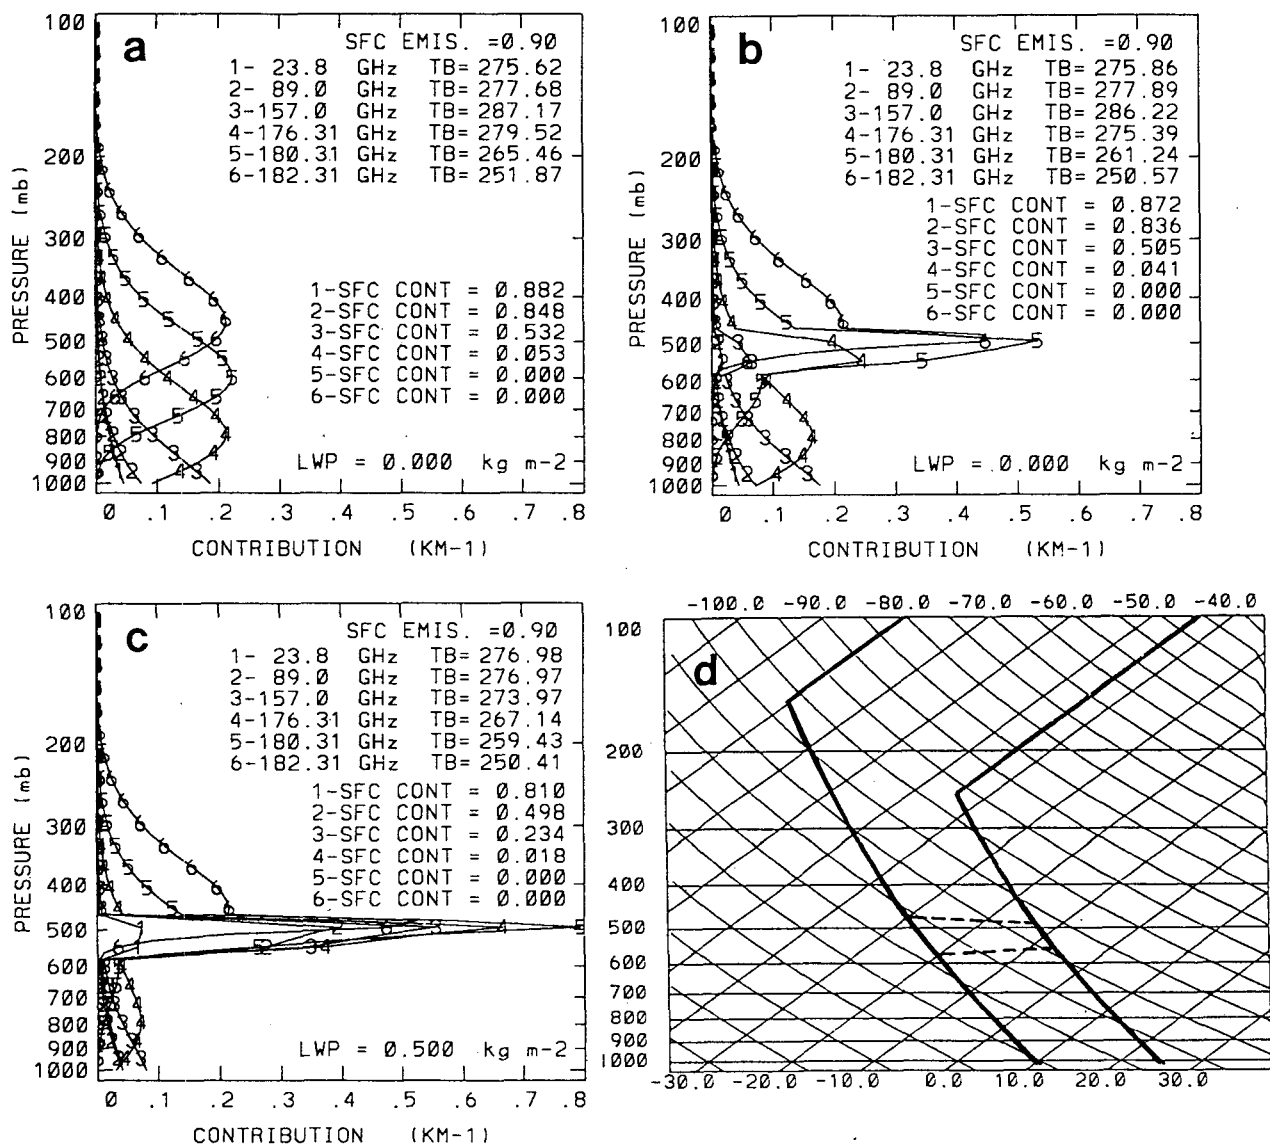 a
SFC EMIS. =0.90
1- 23.8 GHz TB= 275.62
2- 89.0 GHz TB= 277.68
3-157.0 GHz TB= 287.17
4-176.31 GHz TB= 279.52
5-180.31 GHz TB= 265.46
6-182.31 GHz TB= 251.87
1-SFC CONT = 0.882
2-SFC CONT = 0.848
3-SFC CONT = 0.532
4-SFC CONT = 0.053
5-SFC CONT = 0.000
6-SFC CONT = 0.000
LWP = 0.000 kg m-2
PRESSURE (mb)
100
200
300
400
500
600
700
800
900
1000
0 .1 .2 .3 .4 .5 .6 .7 .8
CONTRIBUTION (KM-1)
b
SFC EMIS. =0.90
1- 23.8 GHz TB= 275.86
2- 89.0 GHz TB= 277.89
3-157.0 GHz TB= 286.22
4-176.31 GHz TB= 275.39
5-180.31 GHz TB= 261.24
6-182.31 GHz TB= 250.57
1-SFC CONT = 0.872
2-SFC CONT = 0.836
3-SFC CONT = 0.505
4-SFC CONT = 0.041
5-SFC CONT = 0.000
6-SFC CONT = 0.000
LWP = 0.000 kg m-2
PRESSURE (mb)
100
200
300
400
500
600
700
800
900
1000
0 .1 .2 .3 .4 .5 .6 .7 .8
CONTRIBUTION (KM-1)
c
SFC EMIS. =0.90
1- 23.8 GHz TB= 276.98
2- 89.0 GHz TB= 276.97
3-157.0 GHz TB= 273.97
4-176.31 GHz TB= 267.14
5-180.31 GHz TB= 259.43
6-182.31 GHz TB= 250.41
1-SFC CONT = 0.810
2-SFC CONT = 0.498
3-SFC CONT = 0.234
4-SFC CONT = 0.018
5-SFC CONT = 0.000
6-SFC CONT = 0.000
LWP = 0.500 kg m-2
PRESSURE (mb)
100
200
300
400
500
600
700
800
900
1000
0 .1 .2 .3 .4 .5 .6 .7 .8
CONTRIBUTION (KM-1)
-100.0 -90.0 -80.0 -70.0 -60.0 -50.0 -40.0
d
100
200
300
400
500
600
700
800
900
1000
-30.0 -20.0 -10.0 0.0 10.0 20.0 30.0